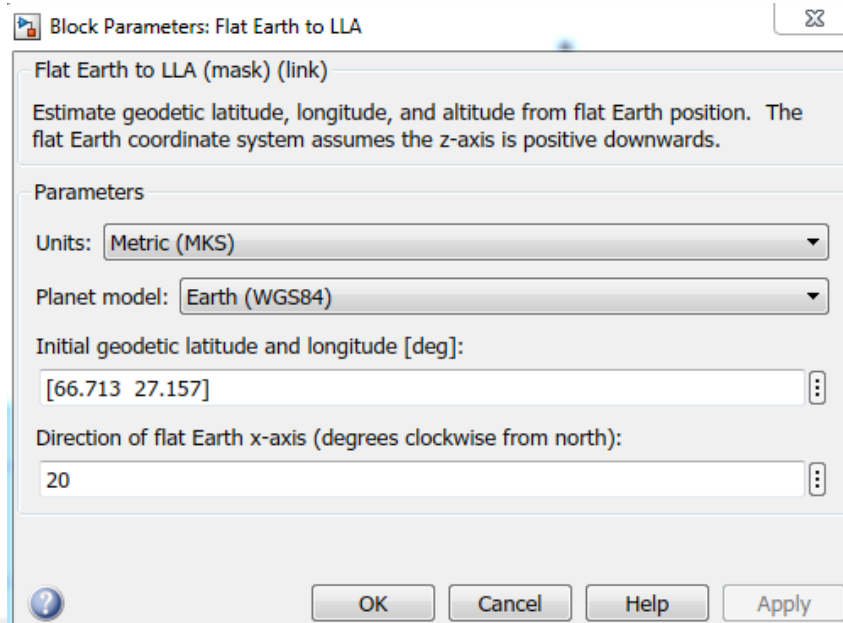 Block Parameters: Flat Earth to LLA
Flat Earth to LLA (mask) (link)
Estimate geodetic latitude, longitude, and altitude from flat Earth position.  The
flat Earth coordinate system assumes the z-axis is positive downwards.
Parameters
Units: Metric (MKS)
Planet model: Earth (WGS84)
Initial geodetic latitude and longitude [deg]:
[66.713  27.157]
Direction of flat Earth x-axis (degrees clockwise from north):
20
OK Cancel Help Apply